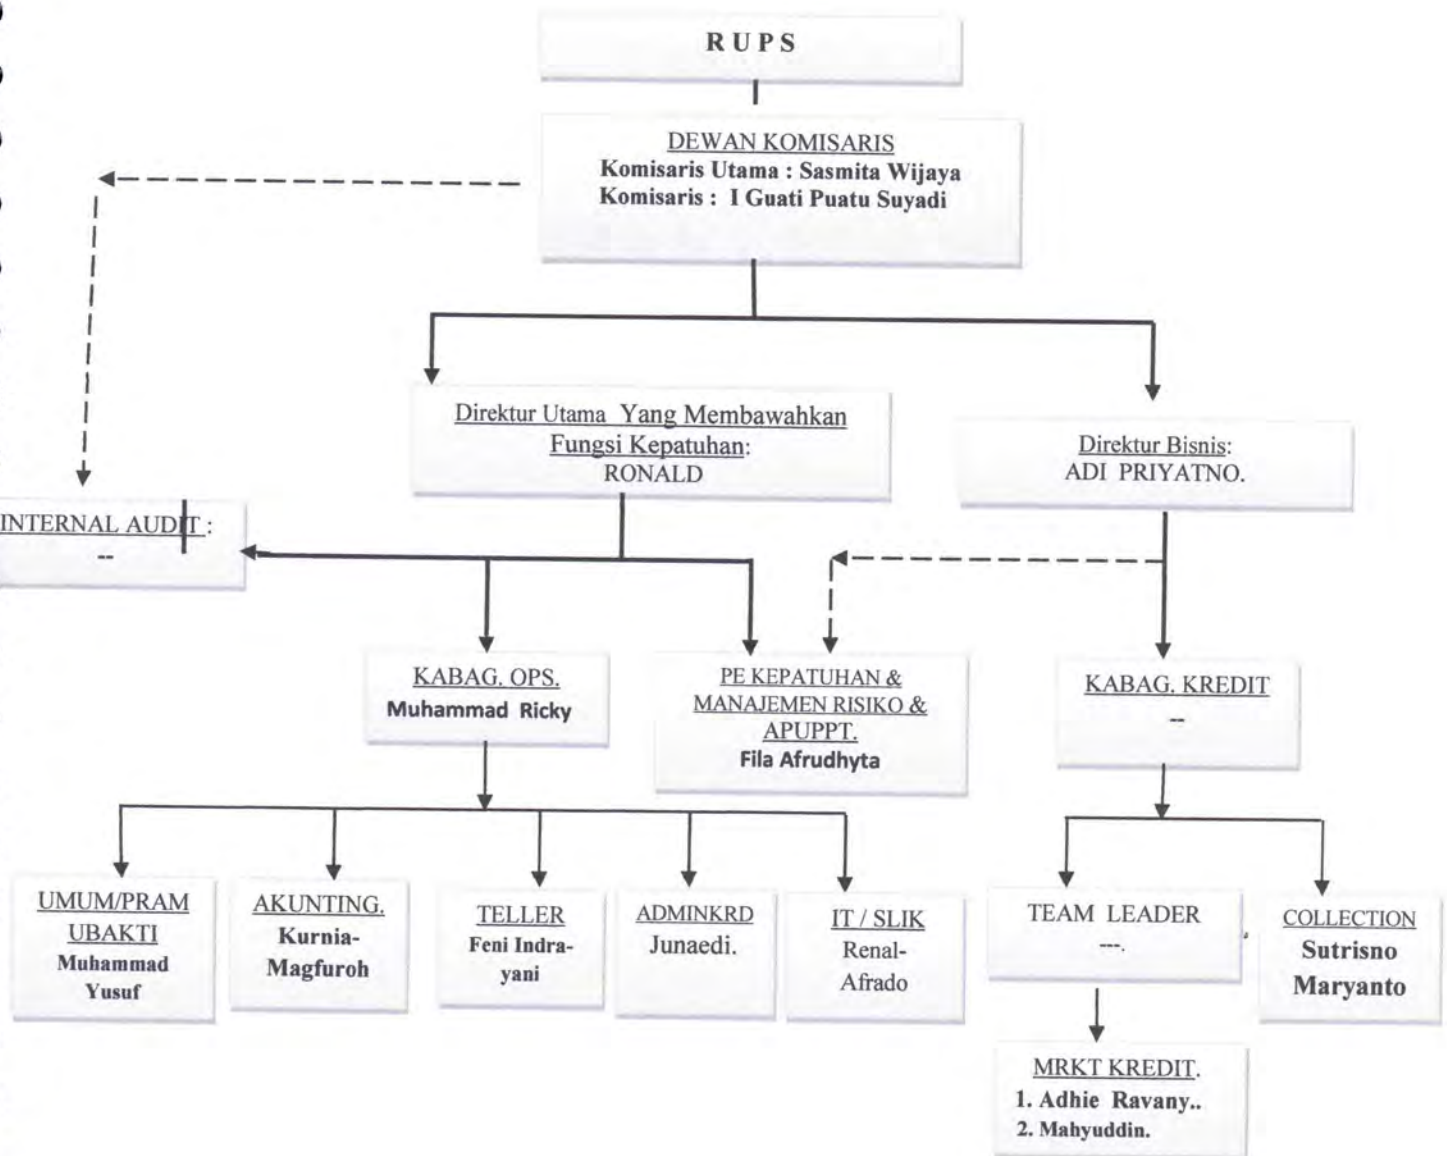 R U P S
DEWAN KOMISARIS
Komisaris Utama : Sasmita Wijaya
Komisaris : I Guati Puatu Suyadi
Direktur Utama Yang Membawahkan
Fungsi Kepatuhan:
RONALD
Direktur Bisnis:
ADI PRIYATNO.
INTERNAL AUDIT :
--
KABAG. OPS.
Muhammad Ricky
PE KEPATUHAN &
MANAJEMEN RISIKO &
APUPPT.
Fila Afrudhyta
KABAG. KREDIT
--
UMUM/PRAM
UBAKTI
Muhammad
Yusuf
AKUNTING.
Kurnia-
Magfuroh
TELLER
Feni Indra-
yani
ADMINKRD
Junaedi.
IT / SLIK
Renal-
Afrado
TEAM LEADER
---.
COLLECTION
Sutrisno
Maryanto
MRKT KREDIT.
1. Adhie Ravany..
2. Mahyuddin.